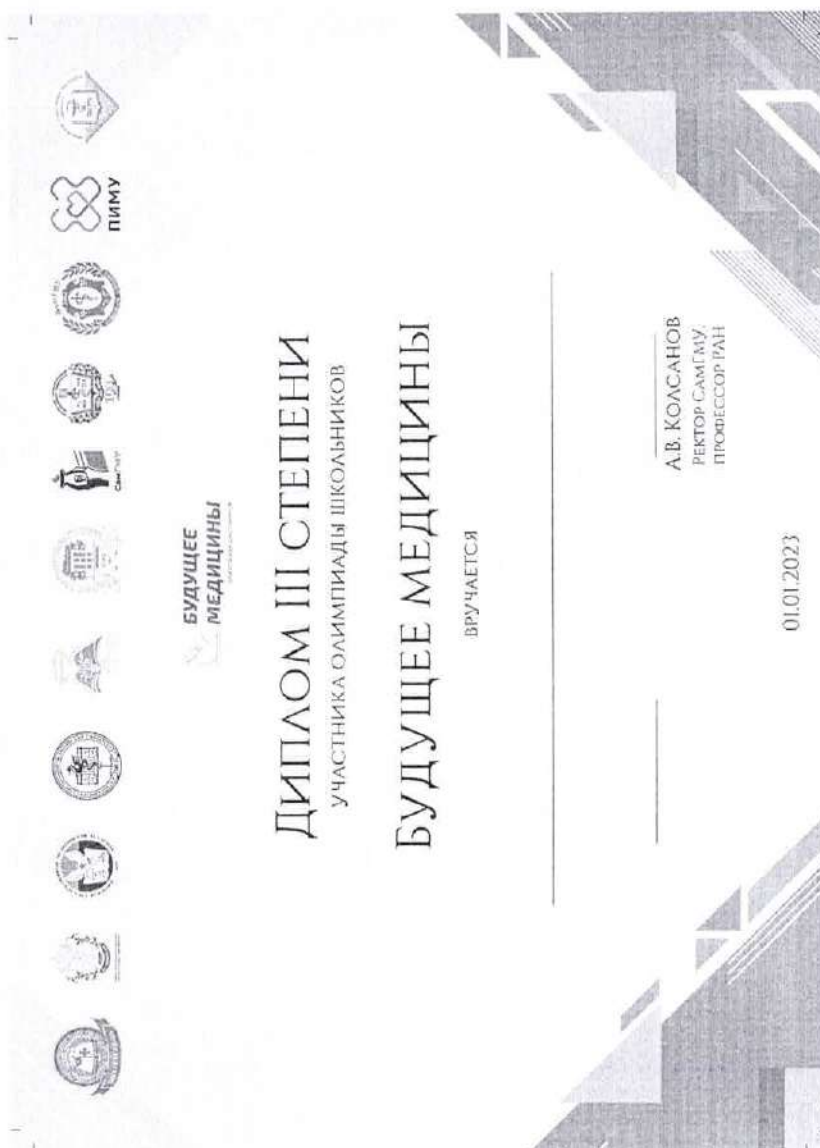 ПИМУ
СамГМУ
БУДУЩЕЕ
МЕДИЦИНЫ
ДИПЛОМ III СТЕПЕНИ
УЧАСТНИКА ОЛИМПИАДЫ ШКОЛЬНИКОВ
БУДУЩЕЕ МЕДИЦИНЫ
ВРУЧАЕТСЯ
А.В. КОЛСАНОВ
РЕКТОР САМГМУ,
ПРОФЕССОР РАН
01.01.2023